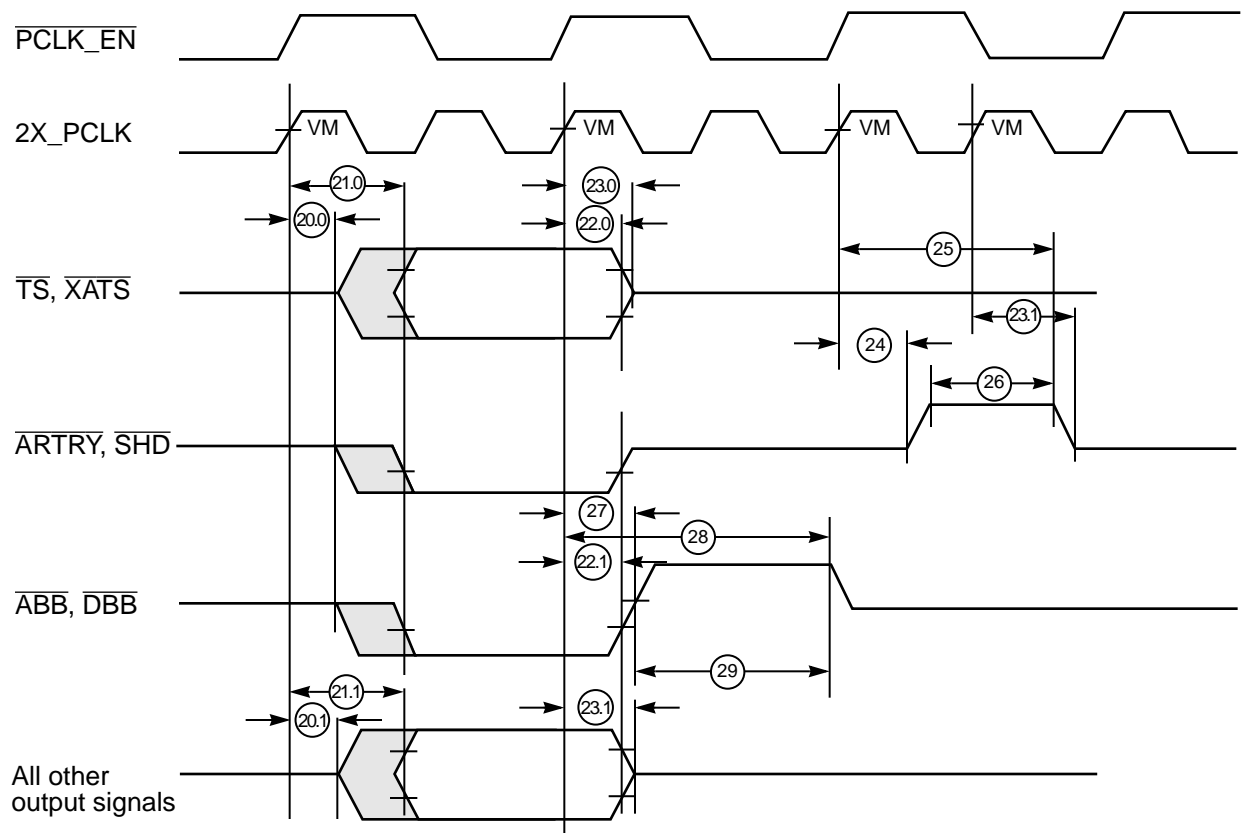 PCLK_EN
2X_PCLK
VM
VM
VM
VM
21.0
23.0
20.0
22.0
25
TS, XATS
23.1
24
26
ARTRY, SHD
27
28
22.1
ABB, DBB
29
21.1
23.1
20.1
All other
output signals